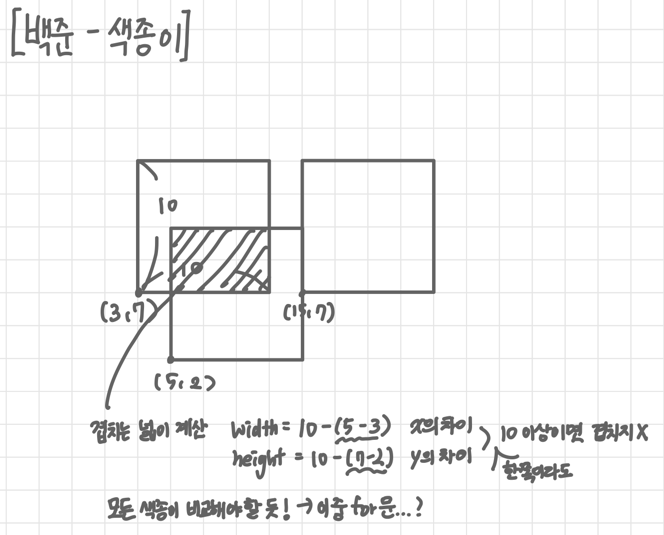 [백준 - 색종이]
10
10
(3,7)
(15,7)
(5,2)
겹치는 넓이 계산 width = 10 - (5 - 3) x의 차이
height = 10 - (7-2) y의 차이
10 이상이면 겹치지 X
한쪽이라도
모든 색종이 비교해야 할 듯! → 이중 for문...?